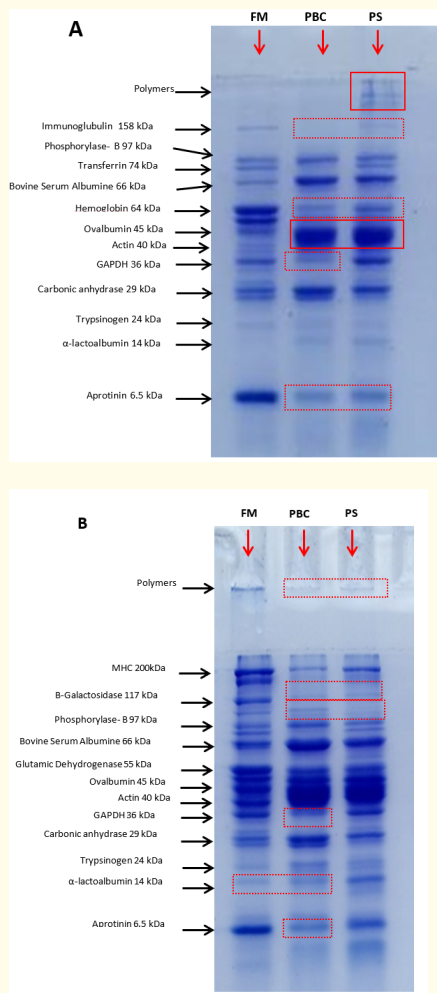 A
FM PBC PS
Polymers
Immunoglubulin 158 kDa
Phosphorylase- B 97 kDa
Transferrin 74 kDa
Bovine Serum Albumine 66 kDa
Hemoelobin 64 kDa
Ovalbumin 45 kDa
Actin 40 kDa
GAPDH 36 kDa
Carbonic anhydrase 29 kDa
Trypsinogen 24 kDa
α-lactoalbumin 14 kDa
Aprotinin 6.5 kDa
B
FM PBC PS
Polymers
MHC 200kDa
B-Galactosidase 117 kDa
Phosphorylase- B 97 kDa
Bovine Serum Albumine 66 kDa
Glutamic Dehydrogenase 55 kDa
Ovalbumin 45 kDa
Actin 40 kDa
GAPDH 36 kDa
Carbonic anhydrase 29 kDa
Trypsinogen 24 kDa
α-lactoalbumin 14 kDa
Aprotinin 6.5 kDa